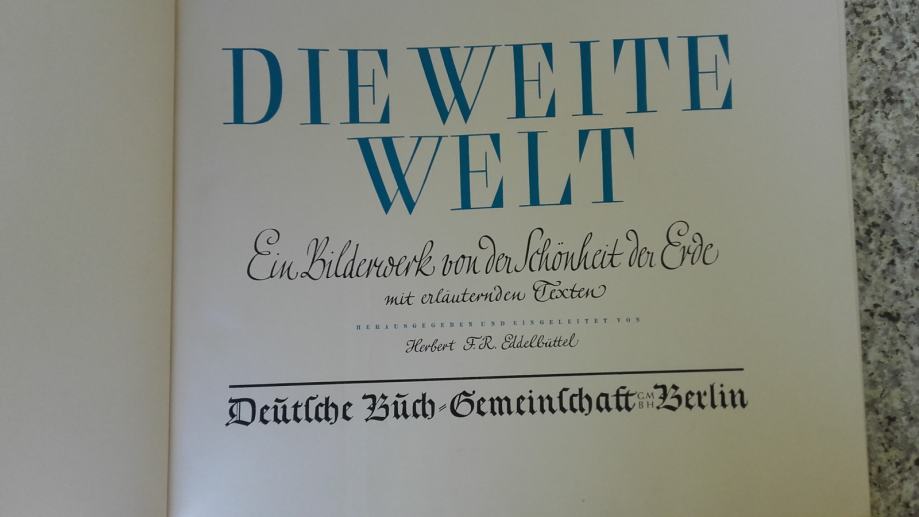 DIE WEITE
WELT
Ein Bilderwerk von der Schönheit der Erde
mit erläuternden Texten
HERAUSGEGEBEN UND EINGELEITET VON
Herbert F. R. Eddelbüttel
Deutſche Buch-Gemeinſchaft GMBH Berlin